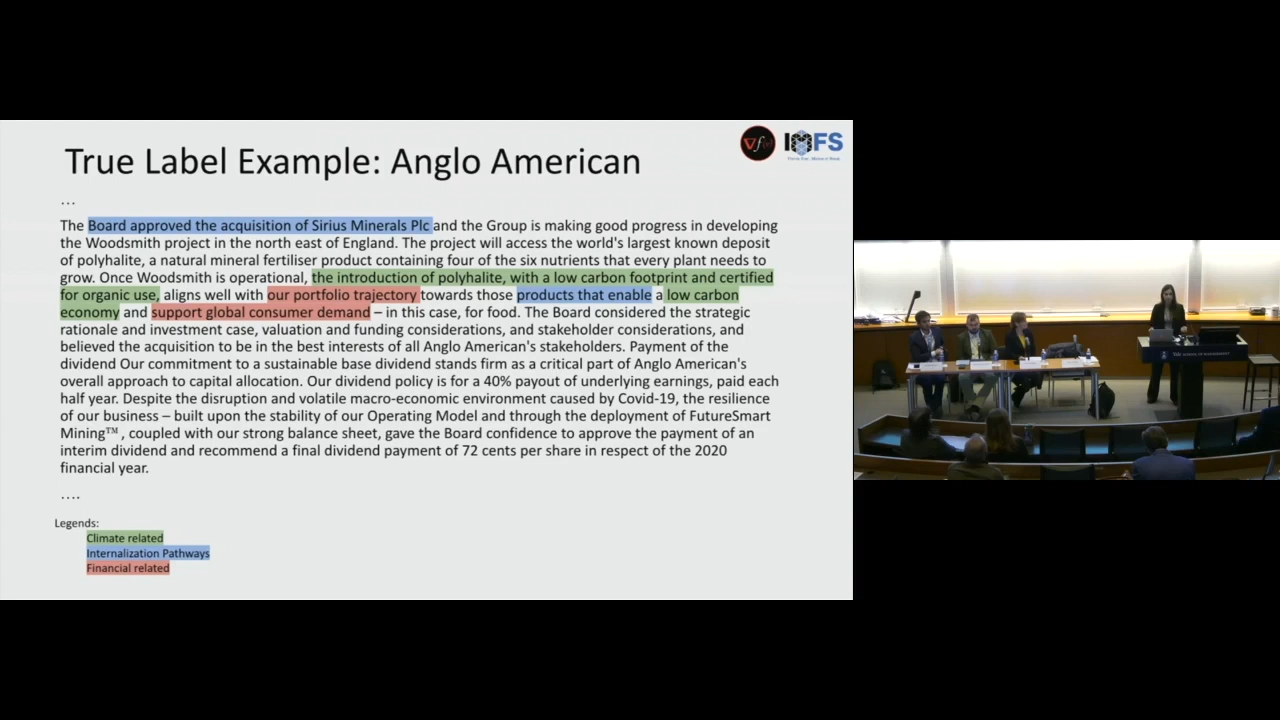 True Label Example: Anglo American
IMFS
…
The Board approved the acquisition of Sirius Minerals Plc and the Group is making good progress in developing
the Woodsmith project in the north east of England. The project will access the world's largest known deposit
of polyhalite, a natural mineral fertiliser product containing four of the six nutrients that every plant needs to
grow. Once Woodsmith is operational, the introduction of polyhalite, with a low carbon footprint and certified
for organic use, aligns well with our portfolio trajectory towards those products that enable a low carbon
economy and support global consumer demand – in this case, for food. The Board considered the strategic
rationale and investment case, valuation and funding considerations, and stakeholder considerations, and
believed the acquisition to be in the best interests of all Anglo American's stakeholders. Payment of the
dividend Our commitment to a sustainable base dividend stands firm as a critical part of Anglo American's
overall approach to capital allocation. Our dividend policy is for a 40% payout of underlying earnings, paid each
half year. Despite the disruption and volatile macro-economic environment caused by Covid-19, the resilience
of our business – built upon the stability of our Operating Model and through the deployment of FutureSmart
Mining™ , coupled with our strong balance sheet, gave the Board confidence to approve the payment of an
interim dividend and recommend a final dividend payment of 72 cents per share in respect of the 2020
financial year.
….
Legends:
Climate related
Internalization Pathways
Financial related